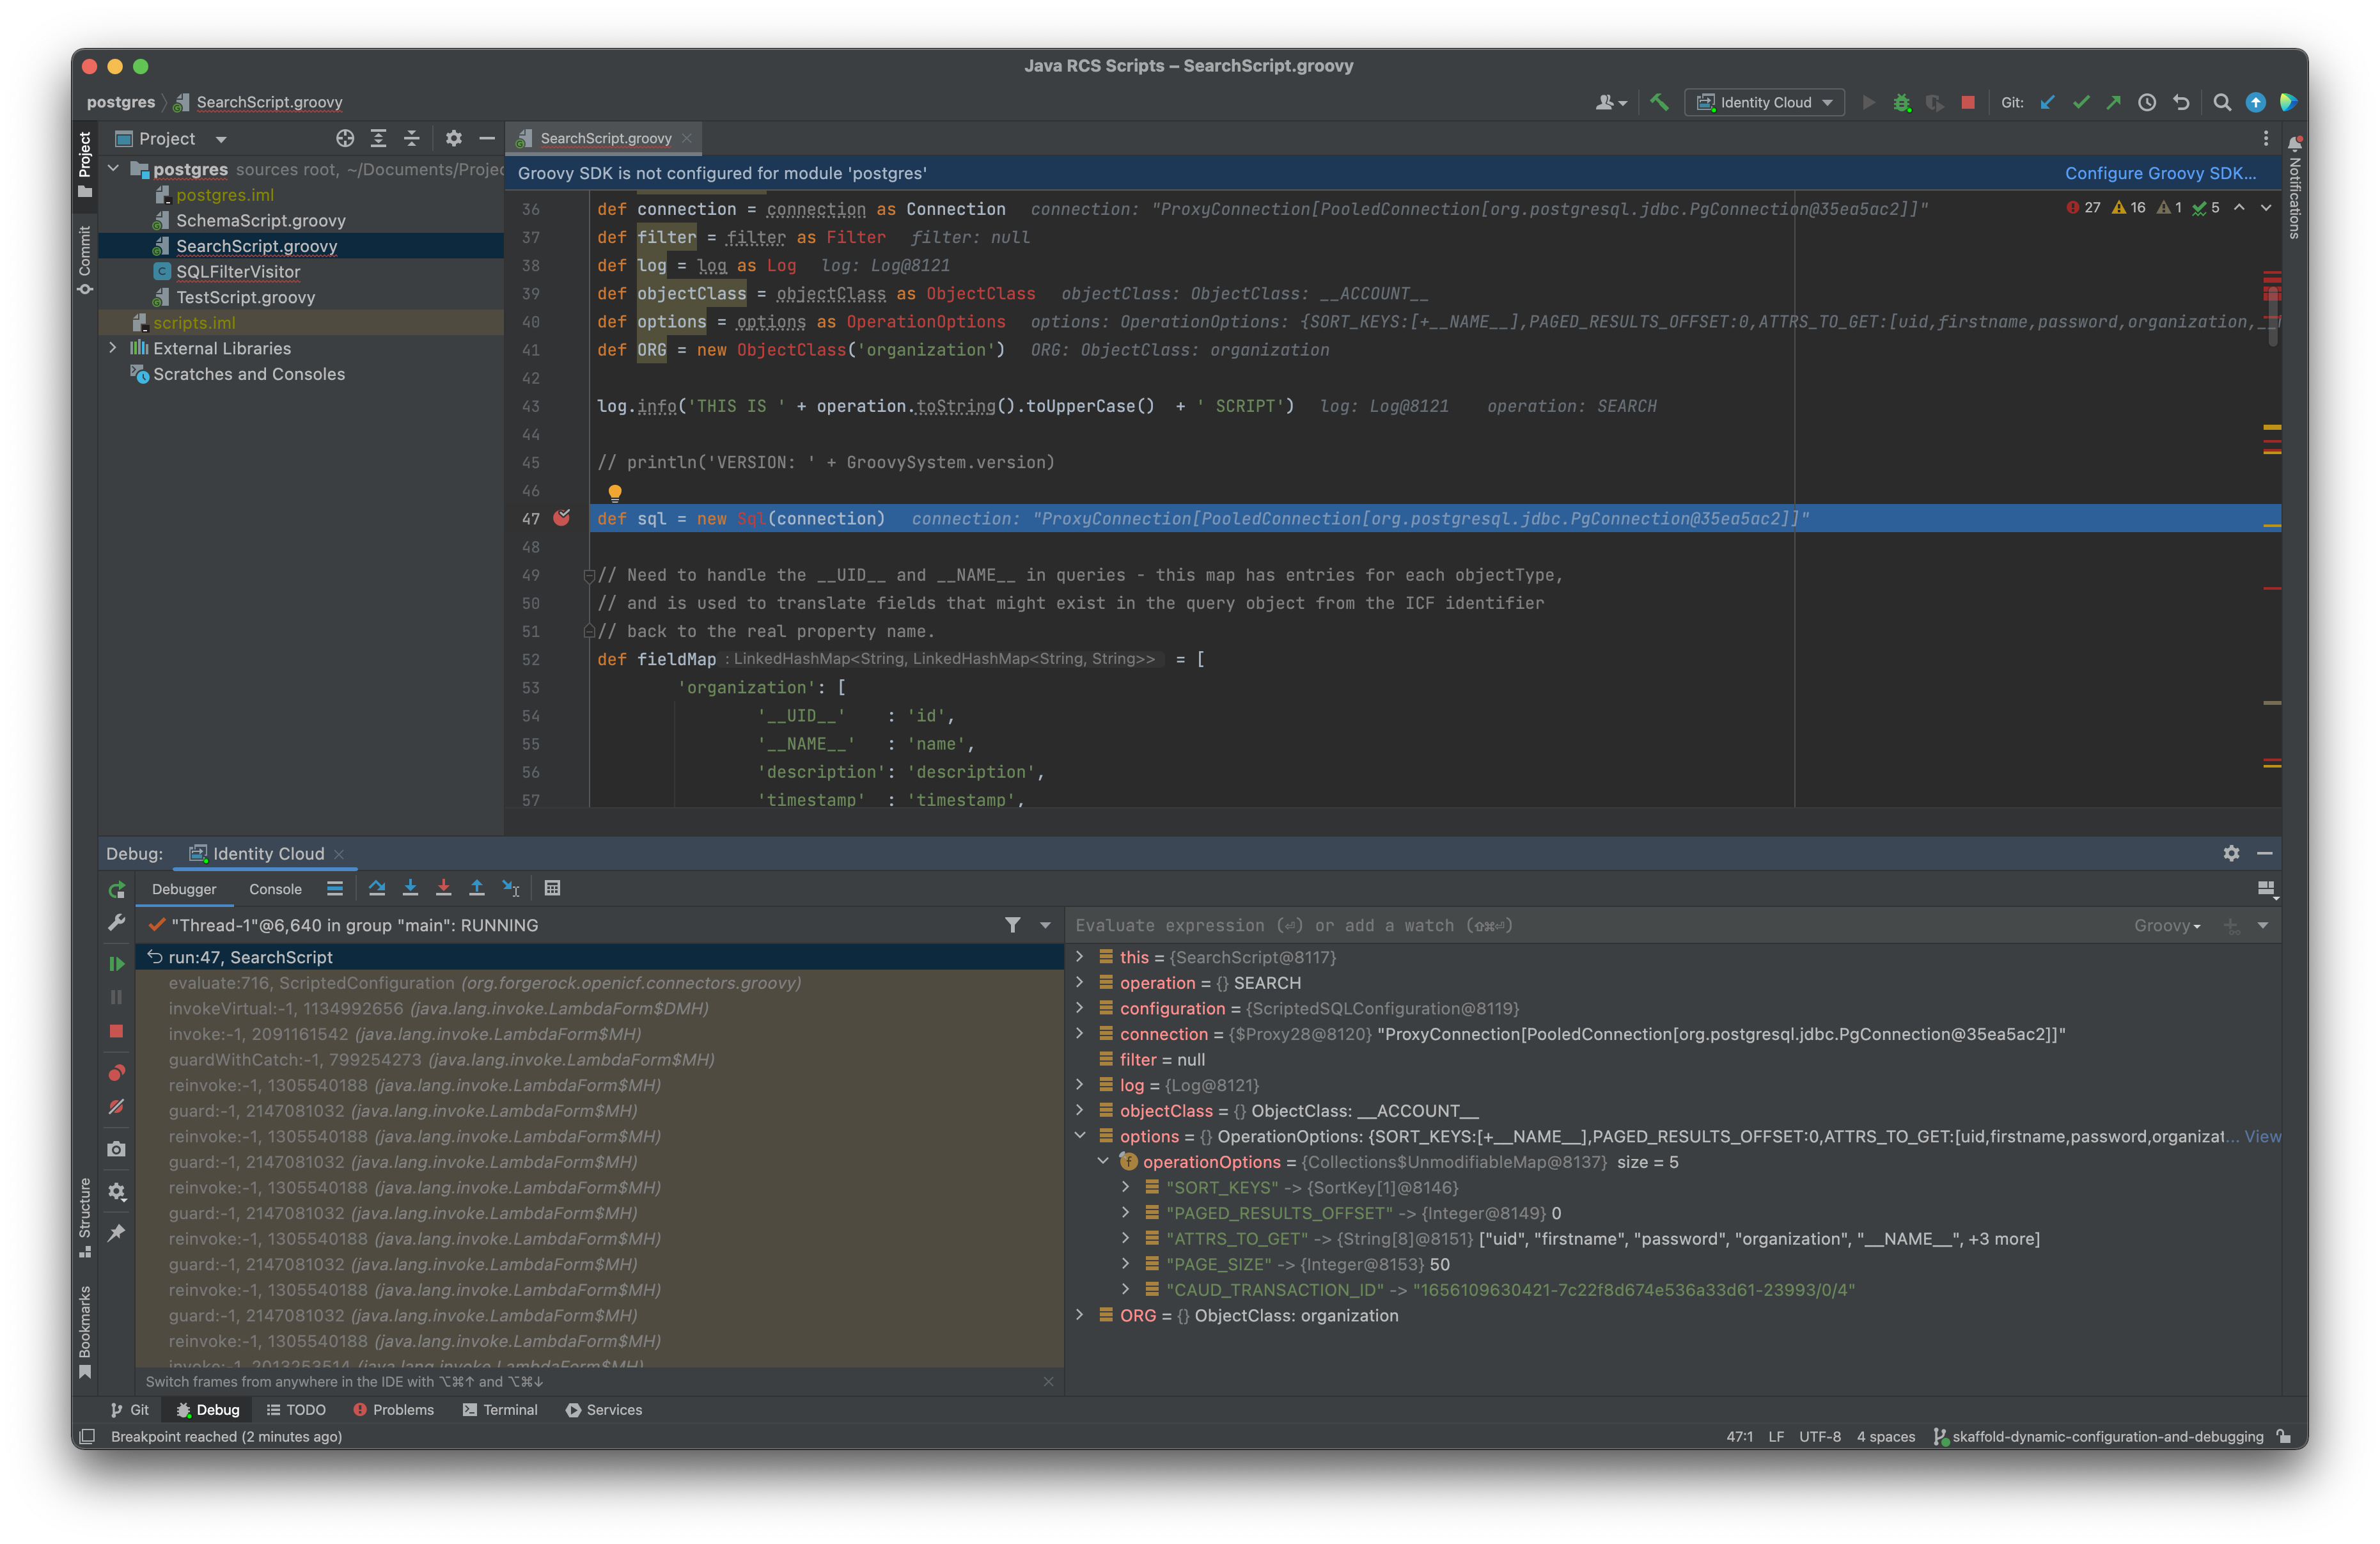 Java RCS Scripts – SearchScript.groovy
postgres SearchScript.groovy
Identity Cloud
Git:
Project
Project
Commit
Structure
Bookmarks
Notifications
postgres sources root, ~/Documents/Projec
postgres.iml
SchemaScript.groovy
SearchScript.groovy
SQLFilterVisitor
TestScript.groovy
scripts.iml
External Libraries
Scratches and Consoles
SearchScript.groovy
Groovy SDK is not configured for module 'postgres' Configure Groovy SDK...
27 16 1 5
36 def connection = connection as Connection connection: "ProxyConnection[PooledConnection[org.postgresql.jdbc.PgConnection@35ea5ac2]]"
37 def filter = filter as Filter filter: null
38 def log = log as Log log: Log@8121
39 def objectClass = objectClass as ObjectClass objectClass: ObjectClass: __ACCOUNT__
40 def options = options as OperationOptions options: OperationOptions: {SORT_KEYS:[+__NAME__],PAGED_RESULTS_OFFSET:0,ATTRS_TO_GET:[uid,firstname,password,organization,__
41 def ORG = new ObjectClass('organization') ORG: ObjectClass: organization
42
43 log.info('THIS IS ' + operation.toString().toUpperCase() + ' SCRIPT') log: Log@8121 operation: SEARCH
44
45 // println('VERSION: ' + GroovySystem.version)
46
47 def sql = new Sql(connection) connection: "ProxyConnection[PooledConnection[org.postgresql.jdbc.PgConnection@35ea5ac2]]"
48
49 // Need to handle the __UID__ and __NAME__ in queries - this map has entries for each objectType,
50 // and is used to translate fields that might exist in the query object from the ICF identifier
51 // back to the real property name.
52 def fieldMap : LinkedHashMap<String, LinkedHashMap<String, String>> = [
53 'organization': [
54 '__UID__' : 'id',
55 '__NAME__' : 'name',
56 'description': 'description',
57 'timestamp' : 'timestamp',
Debug: Identity Cloud
Debugger Console
"Thread-1"@6,640 in group "main": RUNNING
run:47, SearchScript
evaluate:716, ScriptedConfiguration (org.forgerock.openicf.connectors.groovy)
invokeVirtual:-1, 1134992656 (java.lang.invoke.LambdaForm$DMH)
invoke:-1, 2091161542 (java.lang.invoke.LambdaForm$MH)
guardWithCatch:-1, 799254273 (java.lang.invoke.LambdaForm$MH)
reinvoke:-1, 1305540188 (java.lang.invoke.LambdaForm$MH)
guard:-1, 2147081032 (java.lang.invoke.LambdaForm$MH)
reinvoke:-1, 1305540188 (java.lang.invoke.LambdaForm$MH)
guard:-1, 2147081032 (java.lang.invoke.LambdaForm$MH)
reinvoke:-1, 1305540188 (java.lang.invoke.LambdaForm$MH)
guard:-1, 2147081032 (java.lang.invoke.LambdaForm$MH)
reinvoke:-1, 1305540188 (java.lang.invoke.LambdaForm$MH)
guard:-1, 2147081032 (java.lang.invoke.LambdaForm$MH)
reinvoke:-1, 1305540188 (java.lang.invoke.LambdaForm$MH)
guard:-1, 2147081032 (java.lang.invoke.LambdaForm$MH)
reinvoke:-1, 1305540188 (java.lang.invoke.LambdaForm$MH)
invoke:-1, 2013253514 (java.lang.invoke.LambdaForm$MH)
Switch frames from anywhere in the IDE with ⌥⌘↑ and ⌥⌘↓
Evaluate expression (⏎) or add a watch (⇧⌘⏎) Groovy
this = {SearchScript@8117}
operation = {} SEARCH
configuration = {ScriptedSQLConfiguration@8119}
connection = {$Proxy28@8120} "ProxyConnection[PooledConnection[org.postgresql.jdbc.PgConnection@35ea5ac2]]"
filter = null
log = {Log@8121}
objectClass = {} ObjectClass: __ACCOUNT__
options = {} OperationOptions: {SORT_KEYS:[+__NAME__],PAGED_RESULTS_OFFSET:0,ATTRS_TO_GET:[uid,firstname,password,organizat... View
operationOptions = {Collections$UnmodifiableMap@8137} size = 5
"SORT_KEYS" -> {SortKey[1]@8146}
"PAGED_RESULTS_OFFSET" -> {Integer@8149} 0
"ATTRS_TO_GET" -> {String[8]@8151} ["uid", "firstname", "password", "organization", "__NAME__", +3 more]
"PAGE_SIZE" -> {Integer@8153} 50
"CAUD_TRANSACTION_ID" -> "1656109630421-7c22f8d674e536a33d61-23993/0/4"
ORG = {} ObjectClass: organization
Git Debug TODO Problems Terminal Services
Breakpoint reached (2 minutes ago) 47:1 LF UTF-8 4 spaces skaffold-dynamic-configuration-and-debugging